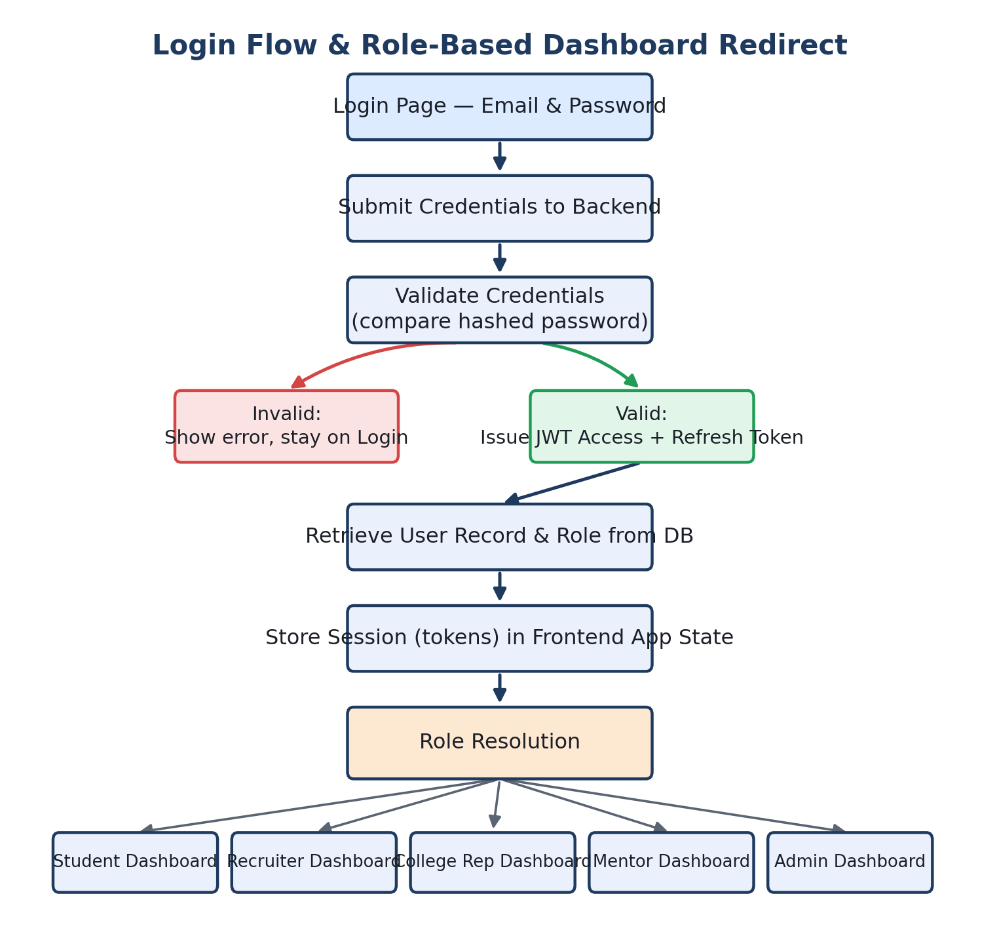 Login Flow & Role-Based Dashboard Redirect
Login Page — Email & Password
Submit Credentials to Backend
Validate Credentials
(compare hashed password)
Invalid:
Show error, stay on Login
Valid:
Issue JWT Access + Refresh Token
Retrieve User Record & Role from DB
Store Session (tokens) in Frontend App State
Role Resolution
Student Dashboard
Recruiter Dashboard
College Rep Dashboard
Mentor Dashboard
Admin Dashboard